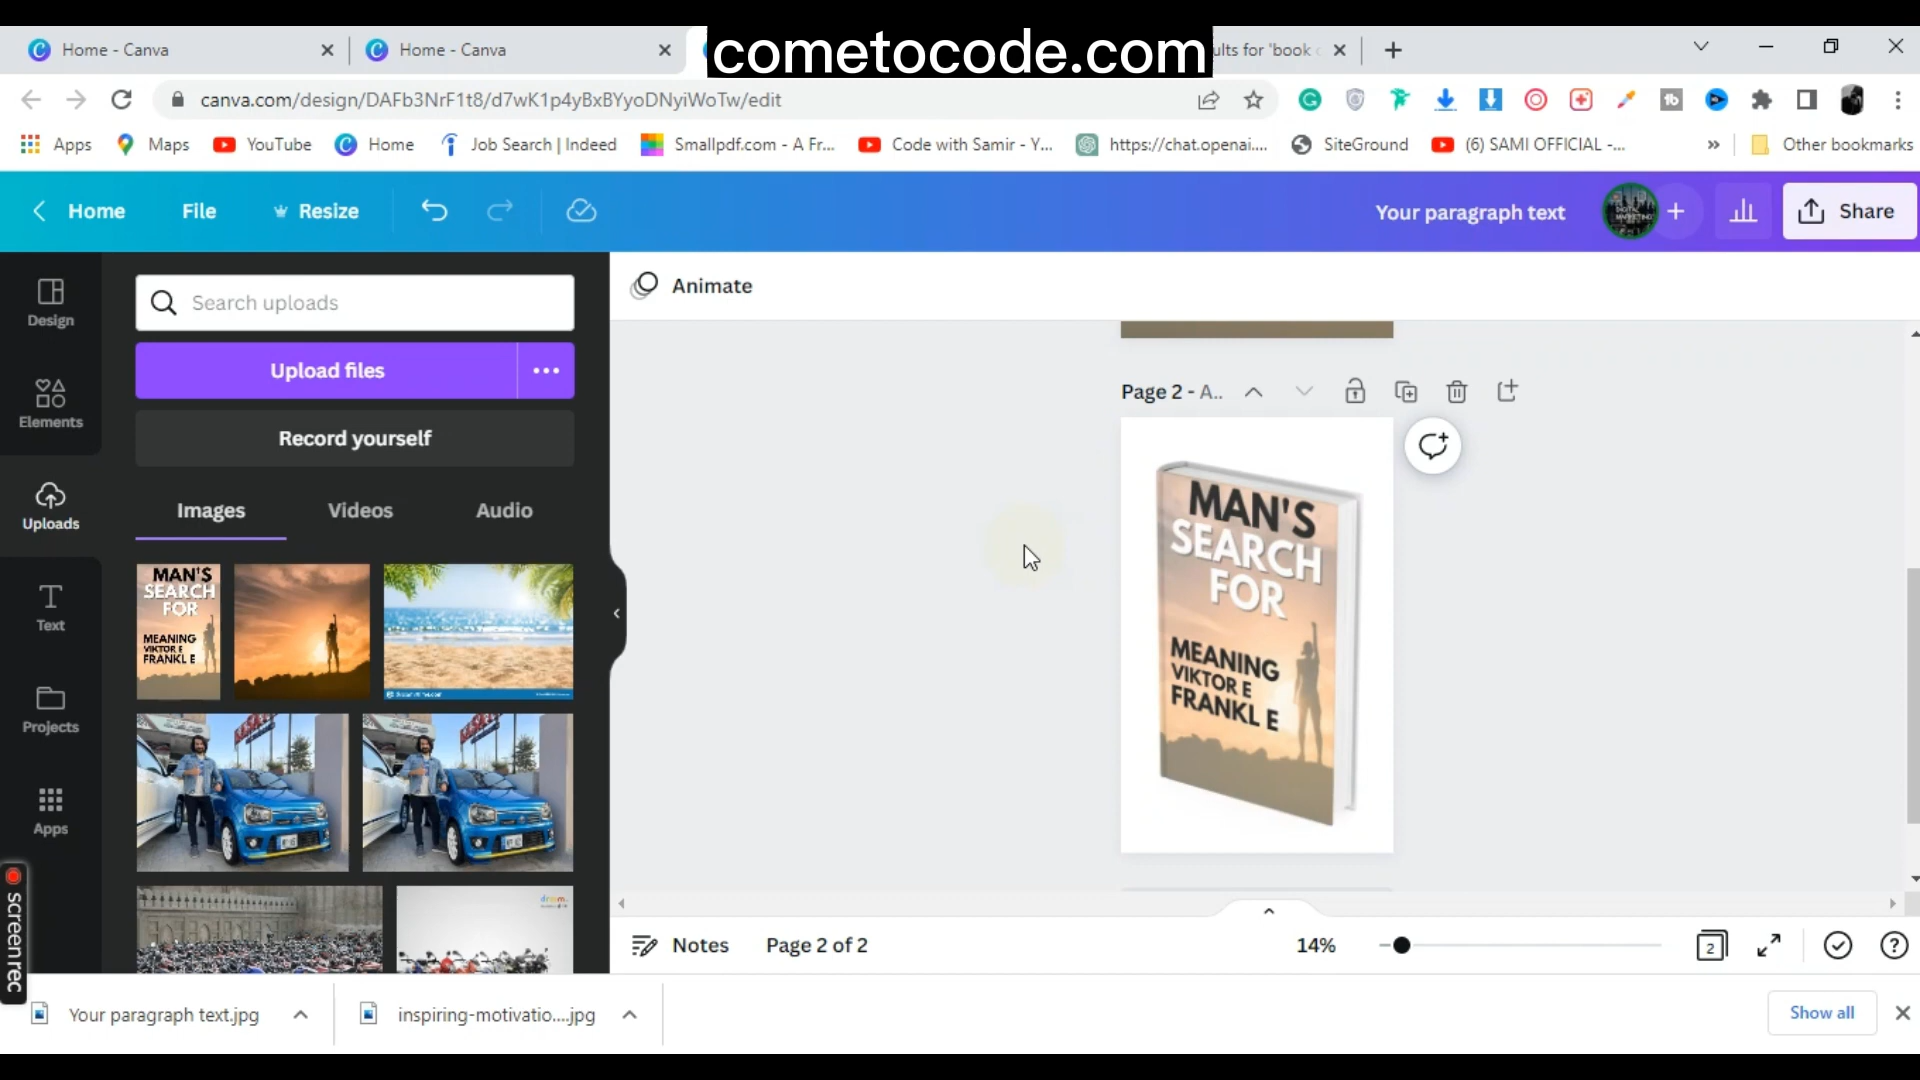 cometocode.com
Home - Canva
Home - Canva
ults for 'book
canva.com/design/DAFb3NrF1t8/d7wK1p4yBxBYyoDNyiWoTw/edit
Apps
Maps
YouTube
Home
Job Search | Indeed
Smallpdf.com - A Fr...
Code with Samir - Y...
https://chat.openai....
SiteGround
(6) SAMI OFFICIAL -...
»
Other bookmarks
Home
File
Resize
Your paragraph text
Share
Design
Elements
Uploads
Text
Projects
Apps
Search uploads
Upload files
Record yourself
Images
Videos
Audio
MAN'S
SEARCH
FOR
MEANING
VIKTOR E
FRANKL E
Animate
Page 2 - A..
MAN'S
SEARCH
FOR
MEANING
VIKTOR E
FRANKL E
Notes
Page 2 of 2
14%
2
screenrec
Your paragraph text.jpg
inspiring-motivatio....jpg
Show all